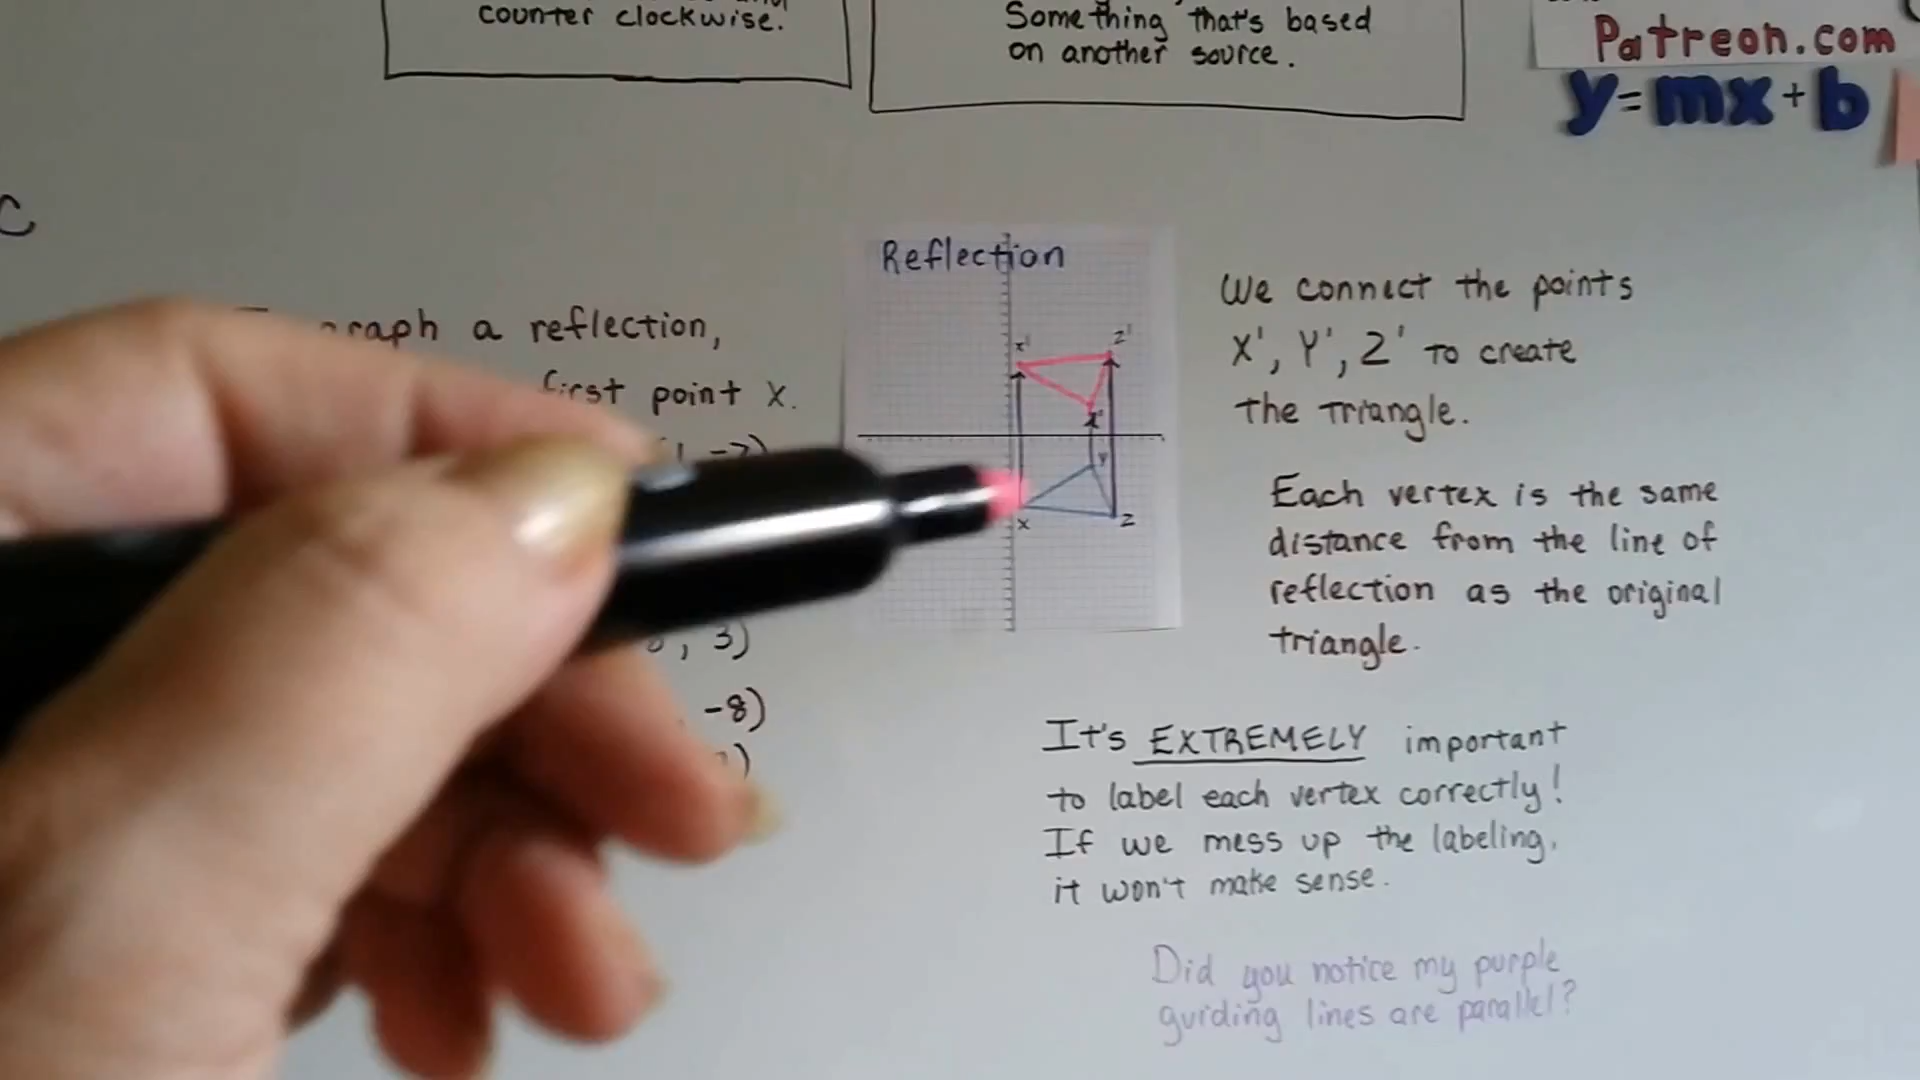 counter clockwise.
Something that's based
on another source.
Patreon.com
y=mx+b
C
graph a reflection,
first point X.
Reflection
X'
Z'
Y
X
Z
, 3)
, -8)
We connect the points
X', Y', Z' to create
the triangle.
Each vertex is the same
distance from the line of
reflection as the original
triangle.
It's EXTREMELY important
to label each vertex correctly!
If we mess up the labeling,
it won't make sense.
Did you notice my purple
guiding lines are parallel?